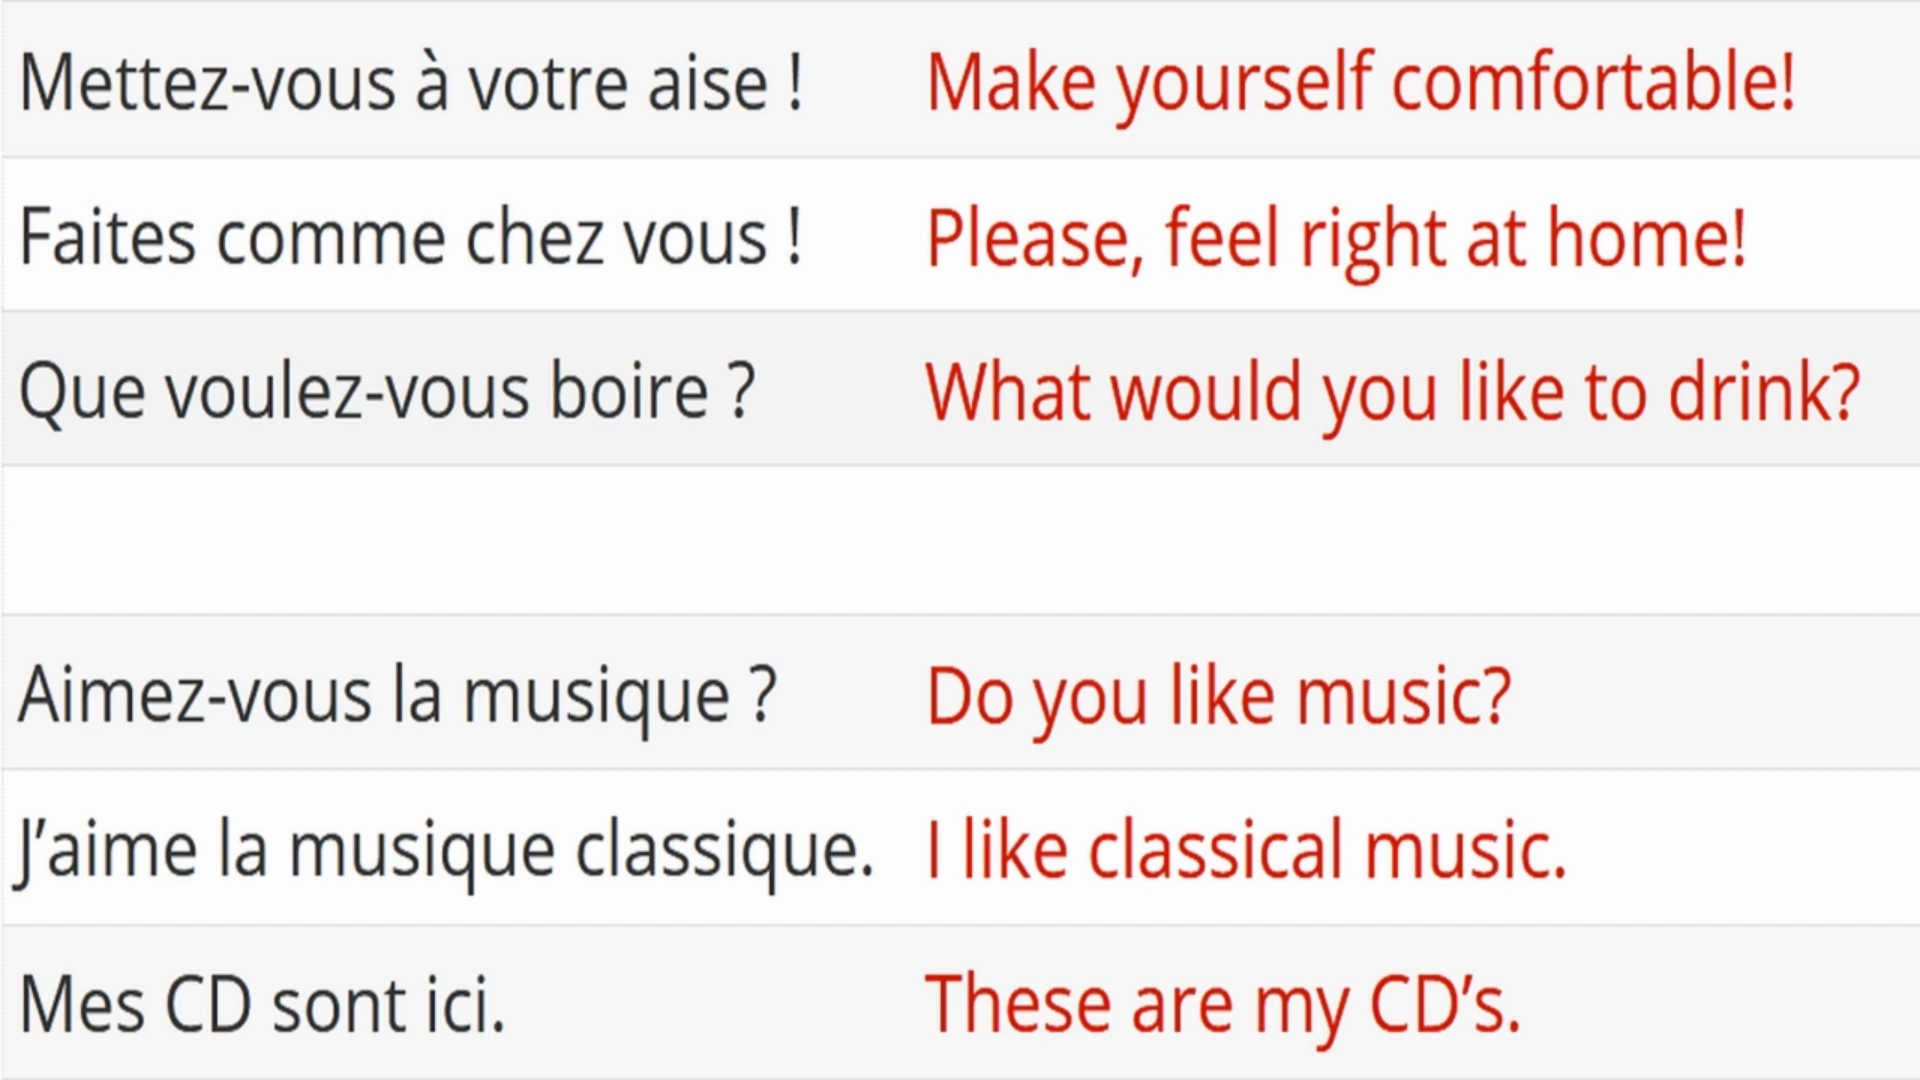 Mettez-vous à votre aise ! Make yourself comfortable!
Faites comme chez vous ! Please, feel right at home!
Que voulez-vous boire ? What would you like to drink?
Aimez-vous la musique ? Do you like music?
J’aime la musique classique. I like classical music.
Mes CD sont ici. These are my CD’s.